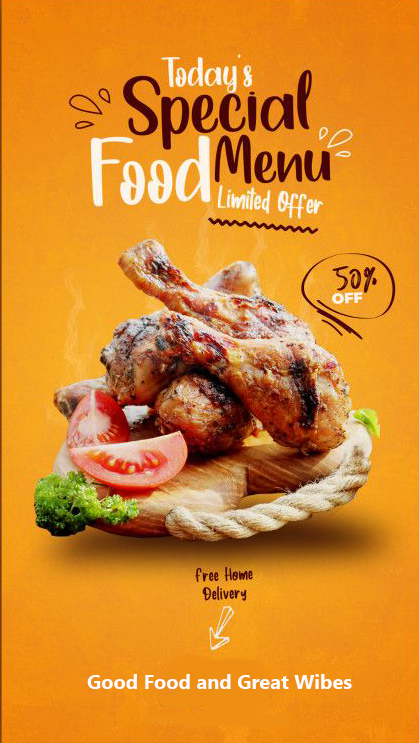 Today's
Special
Food Menu
Limited Offer
50%
OFF
free Home
Delivery
Good Food and Great Wibes